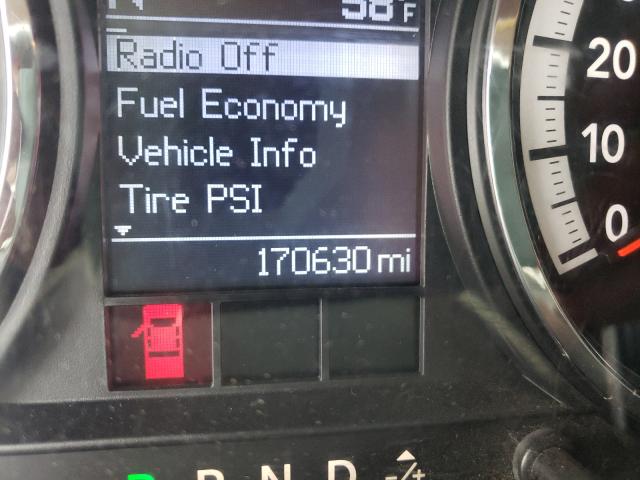 N 58°F
Radio Off
Fuel Economy
Vehicle Info
Tire PSI
170630 mi
20
10
0
P R N D -/+